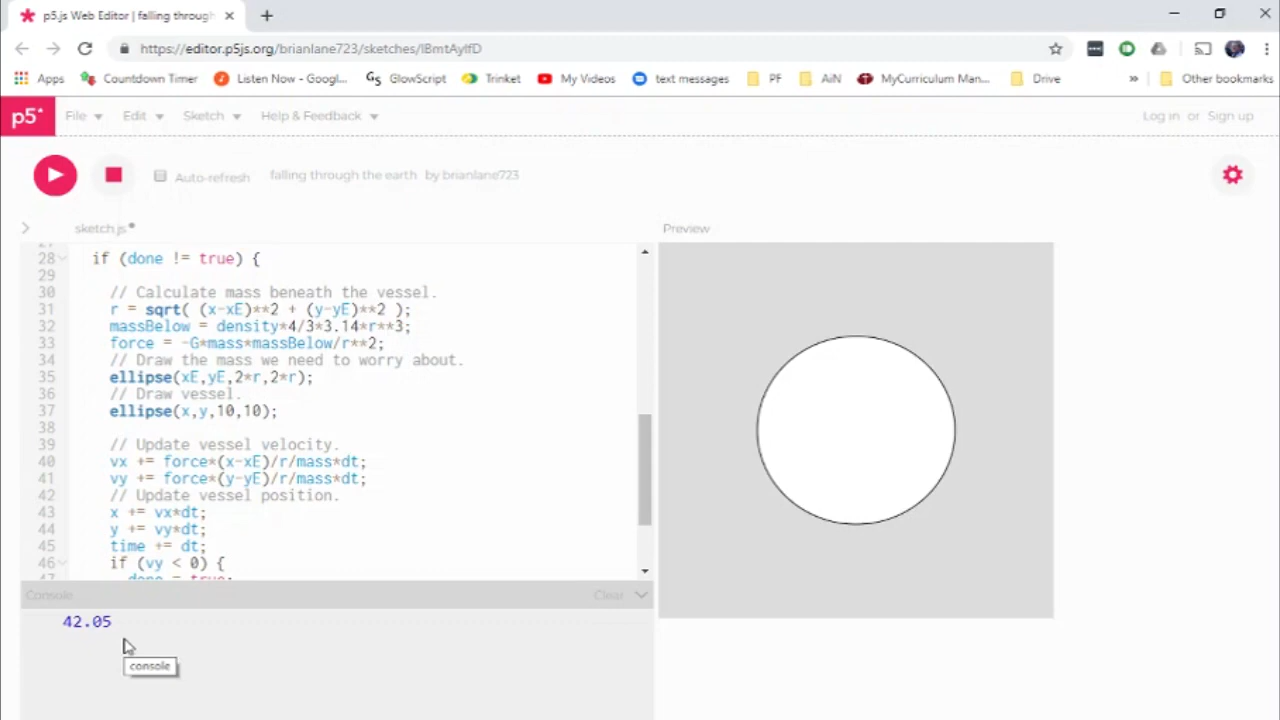 p5.js Web Editor | falling through
https://editor.p5js.org/brianlane723/sketches/
Apps Countdown Timer Listen Now - Googl... GlowScript Trinket My Videos text messages PF AiN MyCurriculum Man... Drive » Other bookmarks
p5* File Edit Sketch Help & Feedback Log in or Sign up
Auto-refresh falling through the earth by brianlane723
sketch.js Preview
27
28 if (done != true) {
29
30 // Calculate mass beneath the vessel.
31 r = sqrt( (x-xE)**2 + (y-yE)**2 );
32 massBelow = density*4/3*3.14*r**3;
33 force = -G*mass*massBelow/r**2;
34 // Draw the mass we need to worry about.
35 ellipse(xE,yE,2*r,2*r);
36 // Draw vessel.
37 ellipse(x,y,10,10);
38
39 // Update vessel velocity.
40 vx += force*(x-xE)/r/mass*dt;
41 vy += force*(y-yE)/r/mass*dt;
42 // Update vessel position.
43 x += vx*dt;
44 y += vy*dt;
45 time += dt;
46 if (vy < 0) {
47 done = true;
Console Clear
42.05
console